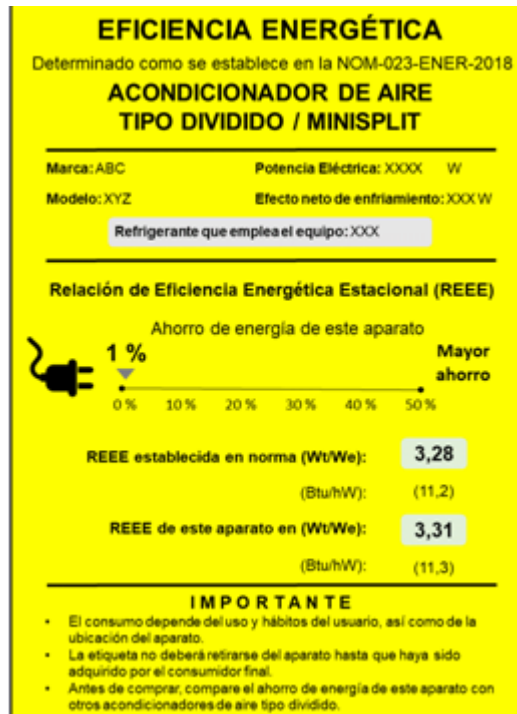 EFICIENCIA ENERGÉTICA
Determinado como se establece en la NOM-023-ENER-2018
ACONDICIONADOR DE AIRE
TIPO DIVIDIDO / MINISPLIT
Marca: ABC Potencia Eléctrica: XXXX W
Modelo: XYZ Efecto neto de enfriamiento: XXX W
Refrigerante que emplea el equipo: XXX
Relación de Eficiencia Energética Estacional (REEE)
Ahorro de energía de este aparato
1 % Mayor
ahorro
0 % 10 % 20 % 30 % 40 % 50 %
REEE establecida en norma (Wt/We): 3,28
(Btu/hW): (11,2)
REEE de este aparato en (Wt/We): 3,31
(Btu/hW): (11,3)
IMPORTANTE
• El consumo depende del uso y hábitos del usuario, así como de la
ubicación del aparato.
• La etiqueta no deberá retirarse del aparato hasta que haya sido
adquirido por el consumidor final.
• Antes de comprar, compare el ahorro de energía de este aparato con
otros acondicionadores de aire tipo dividido.